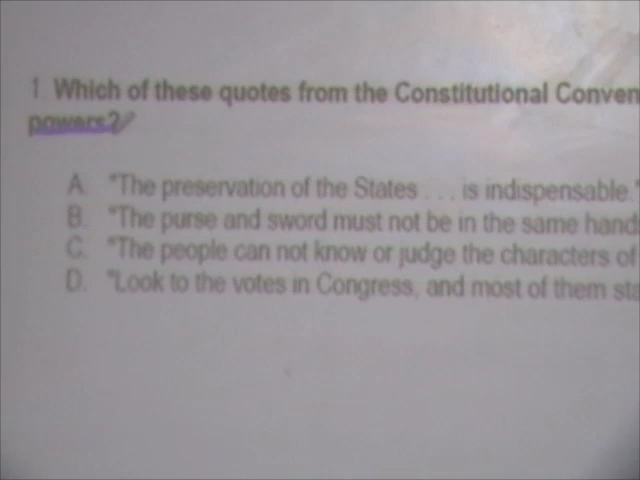 1. Which of these quotes from the Constitutional Conven
powers?
A. "The preservation of the States . . . is indispensable."
B. "The purse and sword must not be in the same hand
C. "The people can not know or judge the characters of
D. "Look to the votes in Congress, and most of them sta